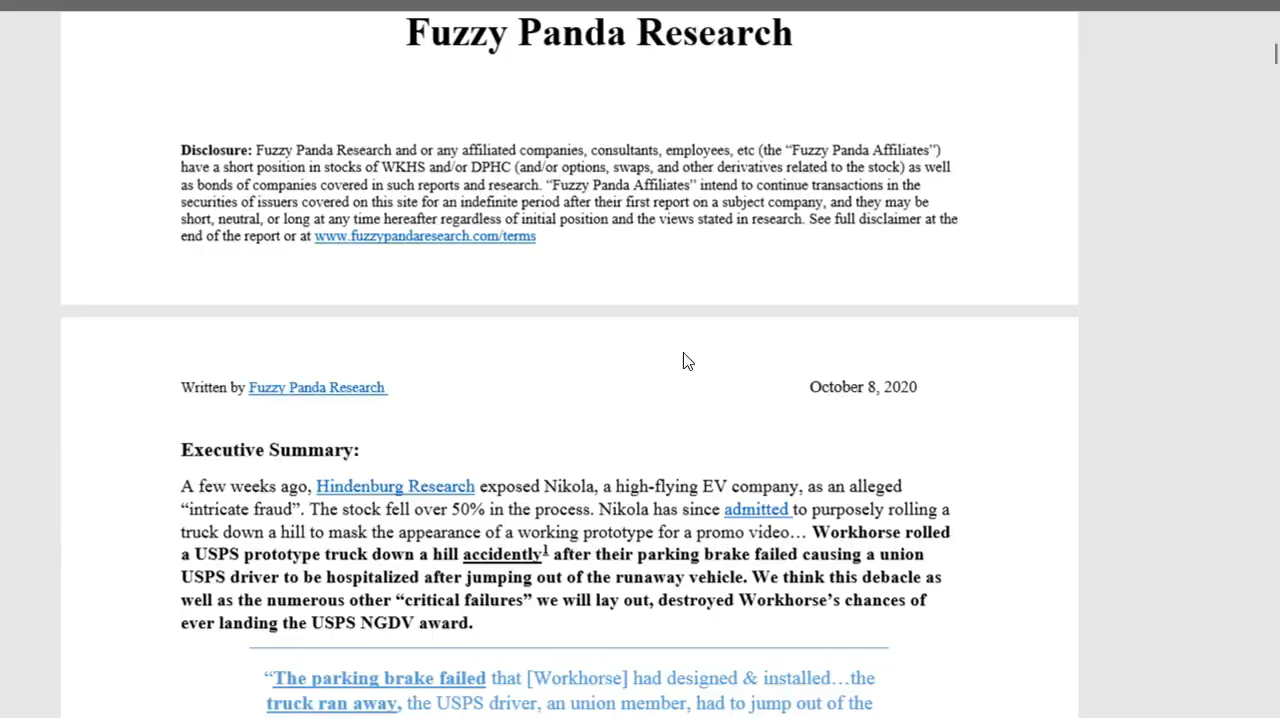 Fuzzy Panda Research
Disclosure: Fuzzy Panda Research and or any affiliated companies, consultants, employees, etc (the “Fuzzy Panda Affiliates”)
have a short position in stocks of WKHS and/or DPHC (and/or options, swaps, and other derivatives related to the stock) as well
as bonds of companies covered in such reports and research. “Fuzzy Panda Affiliates” intend to continue transactions in the
securities of issuers covered on this site for an indefinite period after their first report on a subject company, and they may be
short, neutral, or long at any time hereafter regardless of initial position and the views stated in research. See full disclaimer at the
end of the report or at www.fuzzypandaresearch.com/terms
Written by Fuzzy Panda Research
October 8, 2020
Executive Summary:
A few weeks ago, Hindenburg Research exposed Nikola, a high-flying EV company, as an alleged
“intricate fraud”. The stock fell over 50% in the process. Nikola has since admitted to purposely rolling a
truck down a hill to mask the appearance of a working prototype for a promo video… Workhorse rolled
a USPS prototype truck down a hill accidently1 after their parking brake failed causing a union
USPS driver to be hospitalized after jumping out of the runaway vehicle. We think this debacle as
well as the numerous other “critical failures” we will lay out, destroyed Workhorse’s chances of
ever landing the USPS NGDV award.
“The parking brake failed that [Workhorse] had designed & installed…the
truck ran away, the USPS driver, an union member, had to jump out of the